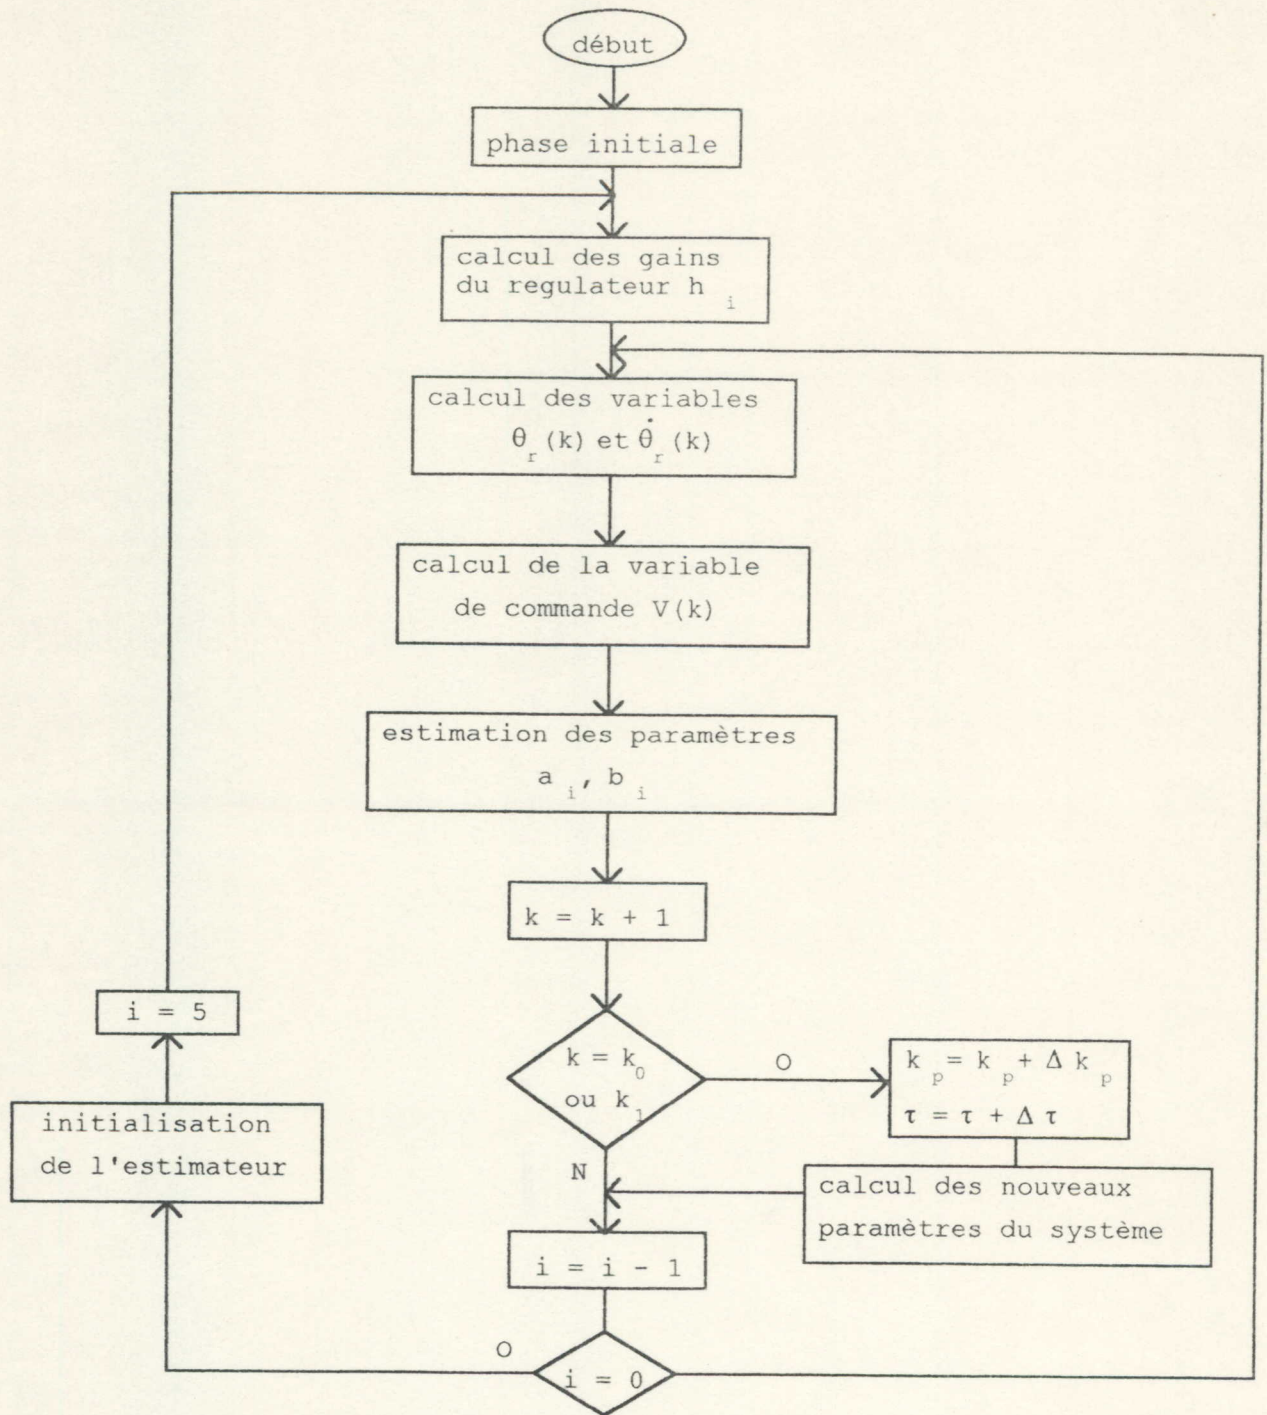 début
phase initiale
calcul des gains
du regulateur h_i
calcul des variables
θ_r(k) et θ̇_r(k)
calcul de la variable
de commande V(k)
estimation des paramètres
a_i, b_i
k = k + 1
i = 5
k = k_0
ou k_1
O
k_p = k_p + Δ k_p
τ = τ + Δ τ
initialisation
de l'estimateur
N
calcul des nouveaux
paramètres du système
i = i - 1
O
i = 0